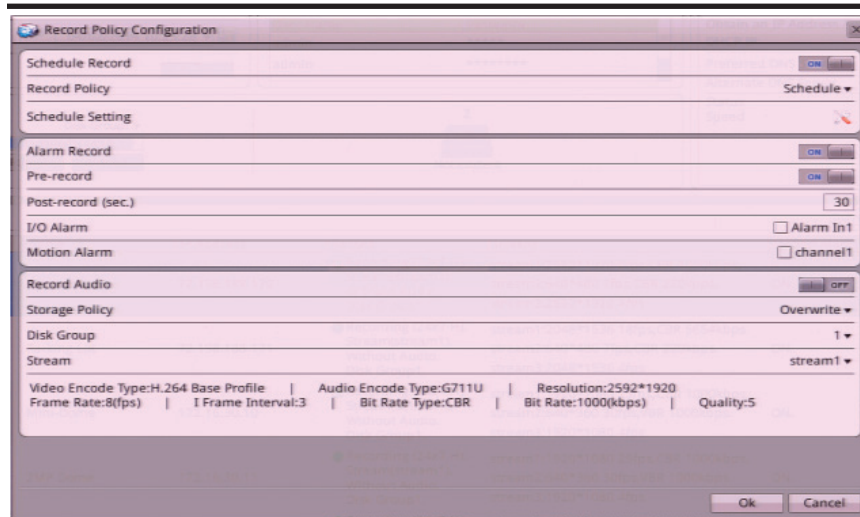 Record Policy Configuration
Schedule Record ON
Record Policy Schedule
Schedule Setting
Alarm Record ON
Pre-record ON
Post-record (sec.) 30
I/O Alarm Alarm In1
Motion Alarm channel1
Record Audio OFF
Storage Policy Overwrite
Disk Group 1
Stream stream1
Video Encode Type:H.264 Base Profile | Audio Encode Type:G711U | Resolution:2592*1920
Frame Rate:8(fps) | I Frame Interval:3 | Bit Rate Type:CBR | Bit Rate:1000(kbps) | Quality:5
Ok Cancel